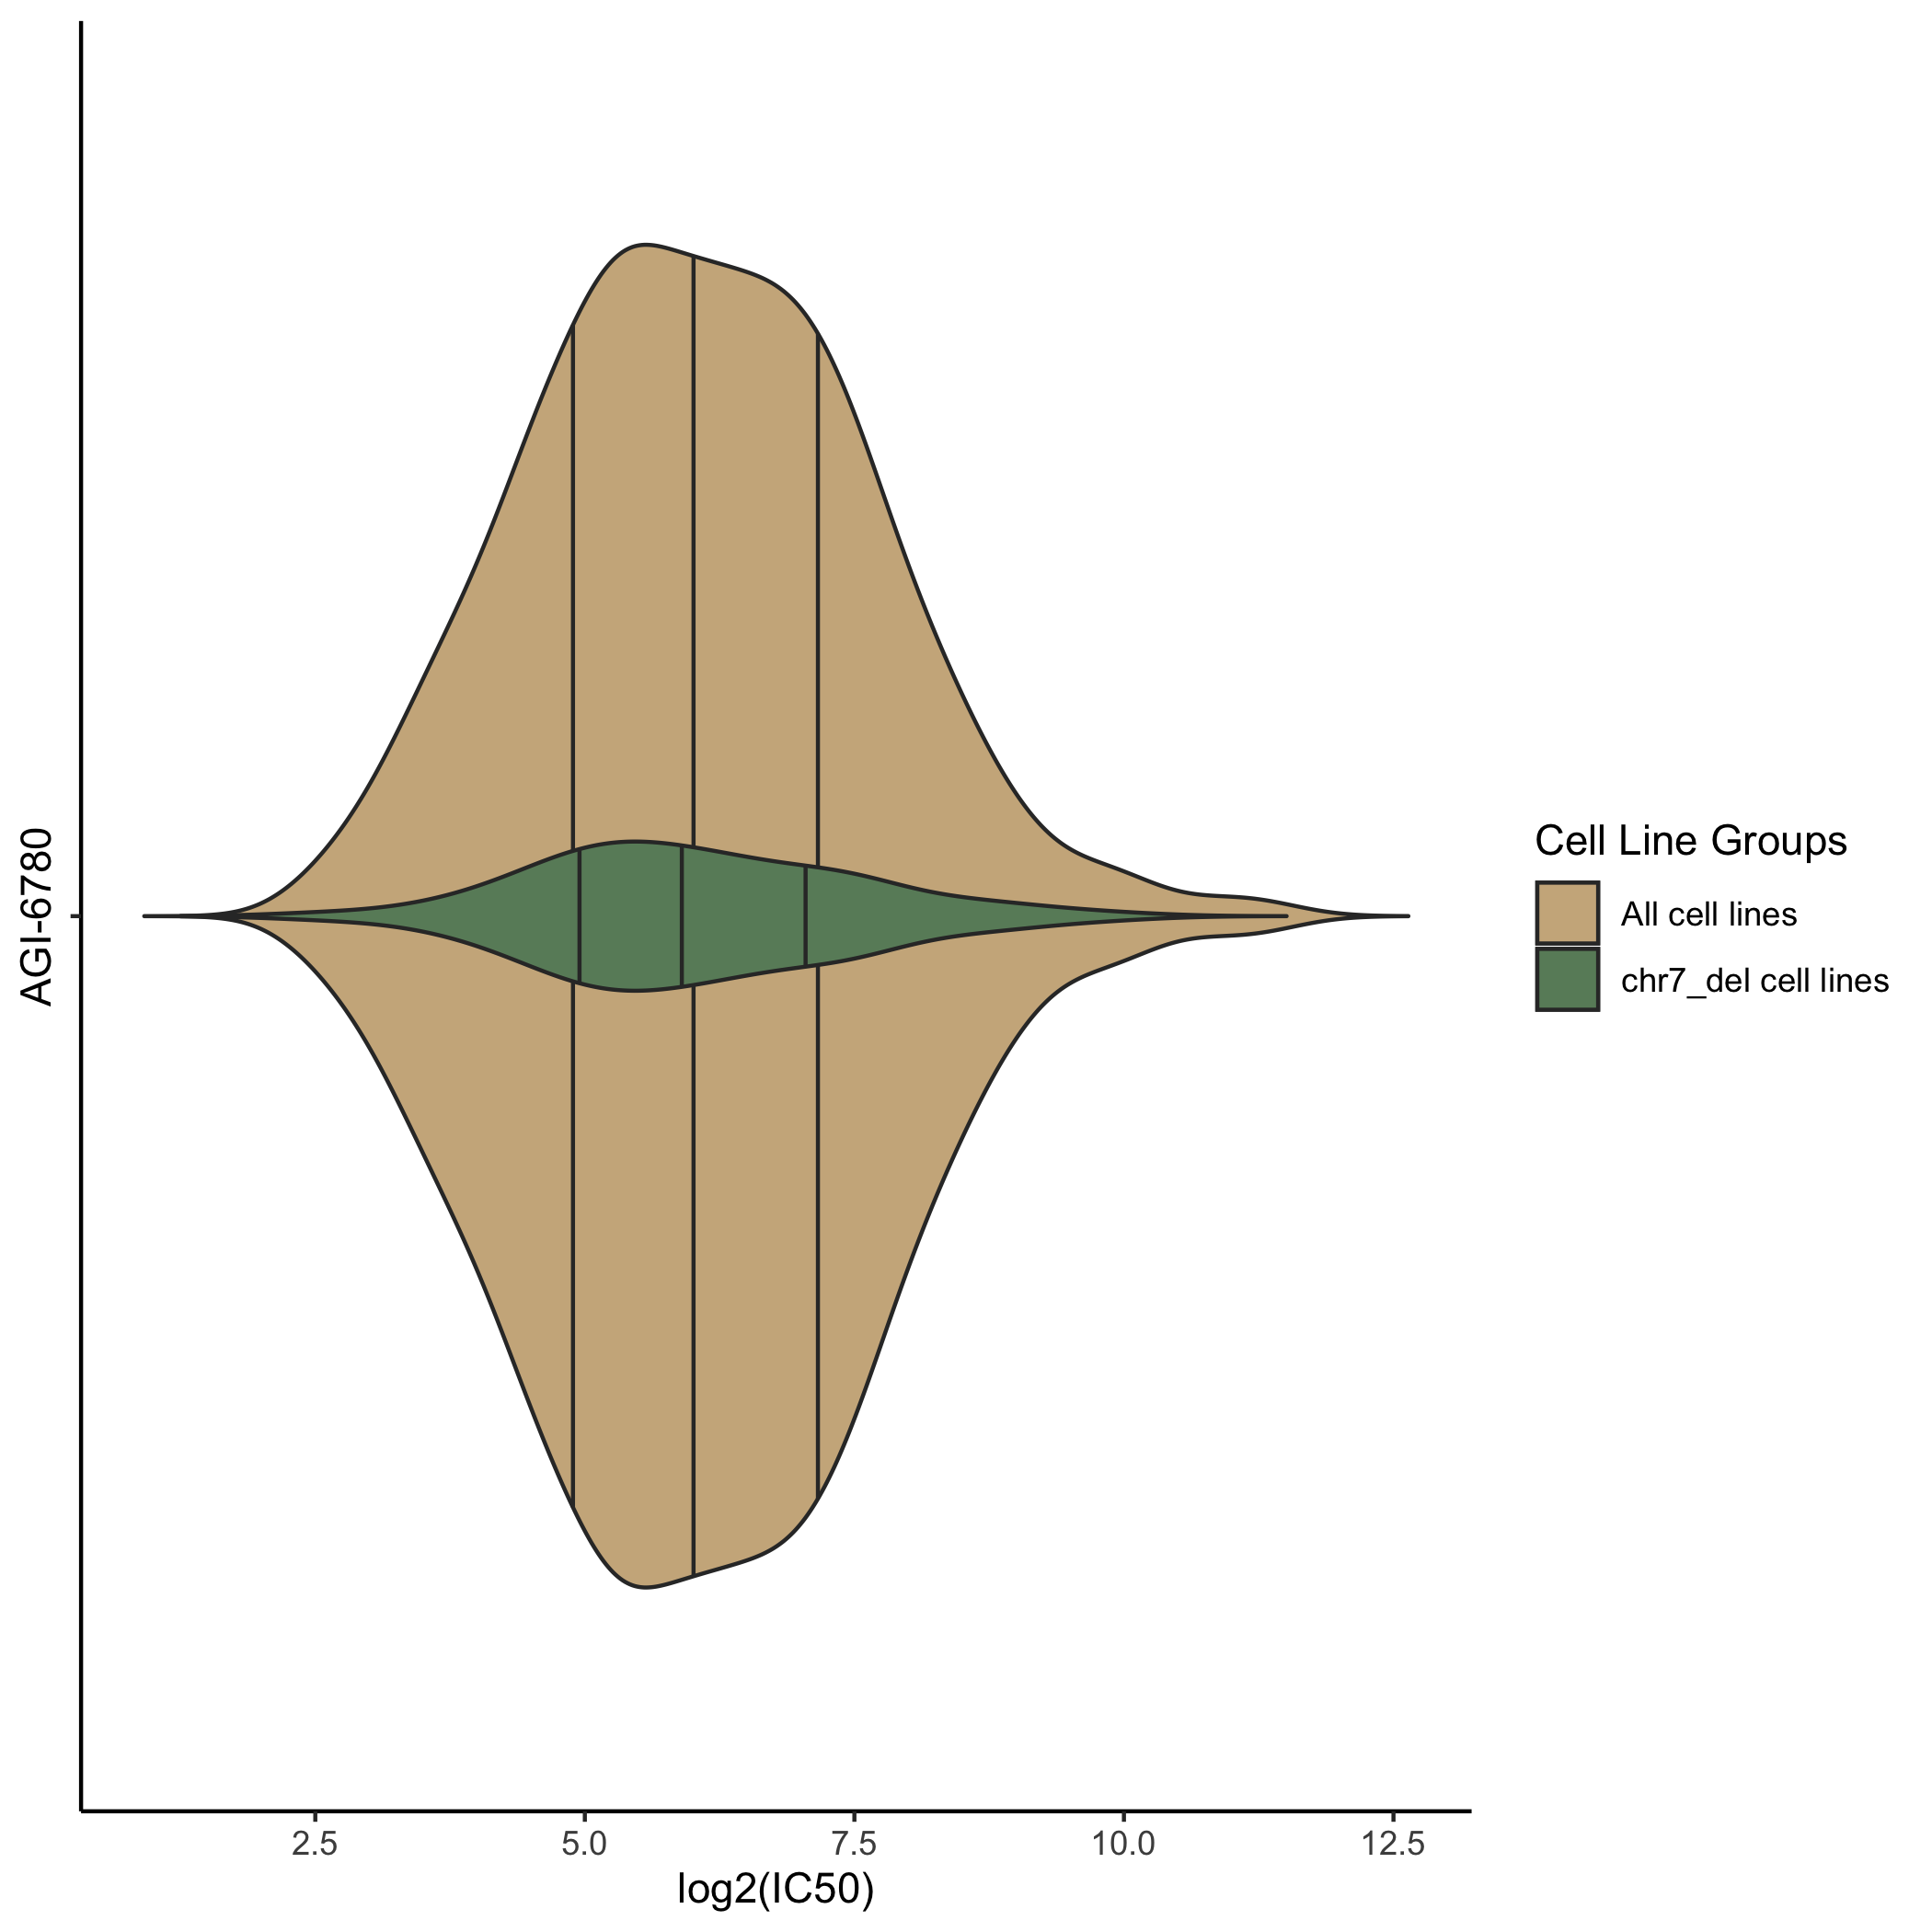 AGI-6780
2.5
5.0
7.5
10.0
12.5
log2(IC50)
Cell Line Groups
All cell lines
chr7_del cell lines